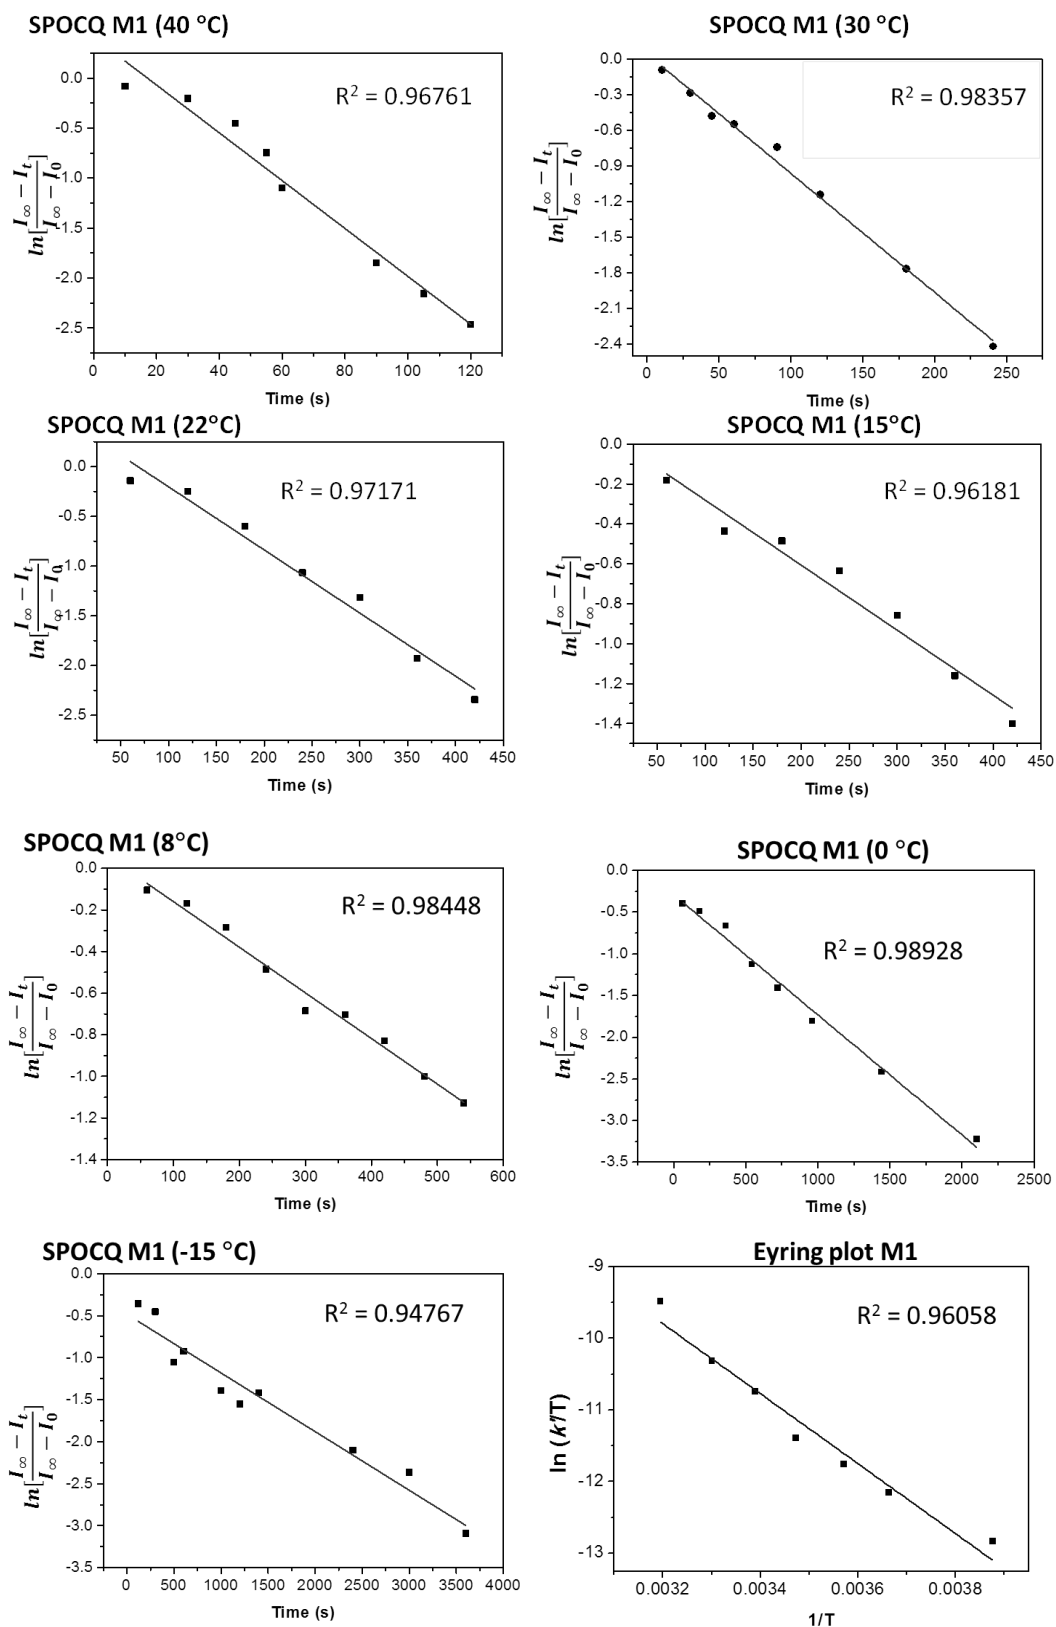 SPOCQ M1 (40 °C)
R² = 0.96761
ln[(I∞ − It)/(I∞ − I0)]
0.0
-0.5
-1.0
-1.5
-2.0
-2.5
0 20 40 60 80 100 120
Time (s)
SPOCQ M1 (30 °C)
R² = 0.98357
ln[(I∞ − It)/(I∞ − I0)]
0.0
-0.3
-0.6
-0.9
-1.2
-1.5
-1.8
-2.1
-2.4
0 50 100 150 200 250
Time (s)
SPOCQ M1 (22°C)
R² = 0.97171
ln[(I∞ − It)/(I∞ − I0)]
0.0
-0.5
-1.0
-1.5
-2.0
-2.5
50 100 150 200 250 300 350 400 450
Time (s)
SPOCQ M1 (15°C)
R² = 0.96181
ln[(I∞ − It)/(I∞ − I0)]
0.0
-0.2
-0.4
-0.6
-0.8
-1.0
-1.2
-1.4
50 100 150 200 250 300 350 400 450
Time (s)
SPOCQ M1 (8°C)
R² = 0.98448
ln[(I∞ − It)/(I∞ − I0)]
0.0
-0.2
-0.4
-0.6
-0.8
-1.0
-1.2
-1.4
0 100 200 300 400 500 600
Time (s)
SPOCQ M1 (0 °C)
R² = 0.98928
ln[(I∞ − It)/(I∞ − I0)]
0.0
-0.5
-1.0
-1.5
-2.0
-2.5
-3.0
-3.5
0 500 1000 1500 2000 2500
Time (s)
SPOCQ M1 (-15 °C)
R² = 0.94767
ln[(I∞ − It)/(I∞ − I0)]
0.0
-0.5
-1.0
-1.5
-2.0
-2.5
-3.0
-3.5
0 500 1000 1500 2000 2500 3000 3500 4000
Time (s)
Eyring plot M1
R² = 0.96058
ln (k'/T)
-9
-10
-11
-12
-13
0.0032 0.0034 0.0036 0.0038
1/T